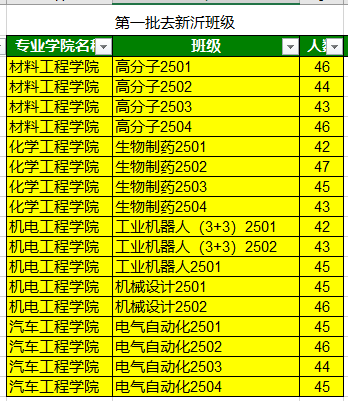 第一批去新沂班级
专业学院名称 班级 人数
材料工程学院 高分子2501 46
材料工程学院 高分子2502 44
材料工程学院 高分子2503 43
材料工程学院 高分子2504 46
化学工程学院 生物制药2501 42
化学工程学院 生物制药2502 47
化学工程学院 生物制药2503 45
化学工程学院 生物制药2504 43
机电工程学院 工业机器人（3+3）2501 42
机电工程学院 工业机器人（3+3）2502 43
机电工程学院 工业机器人2501 45
机电工程学院 机械设计2501 45
机电工程学院 机械设计2502 46
汽车工程学院 电气自动化2501 45
汽车工程学院 电气自动化2502 46
汽车工程学院 电气自动化2503 44
汽车工程学院 电气自动化2504 45